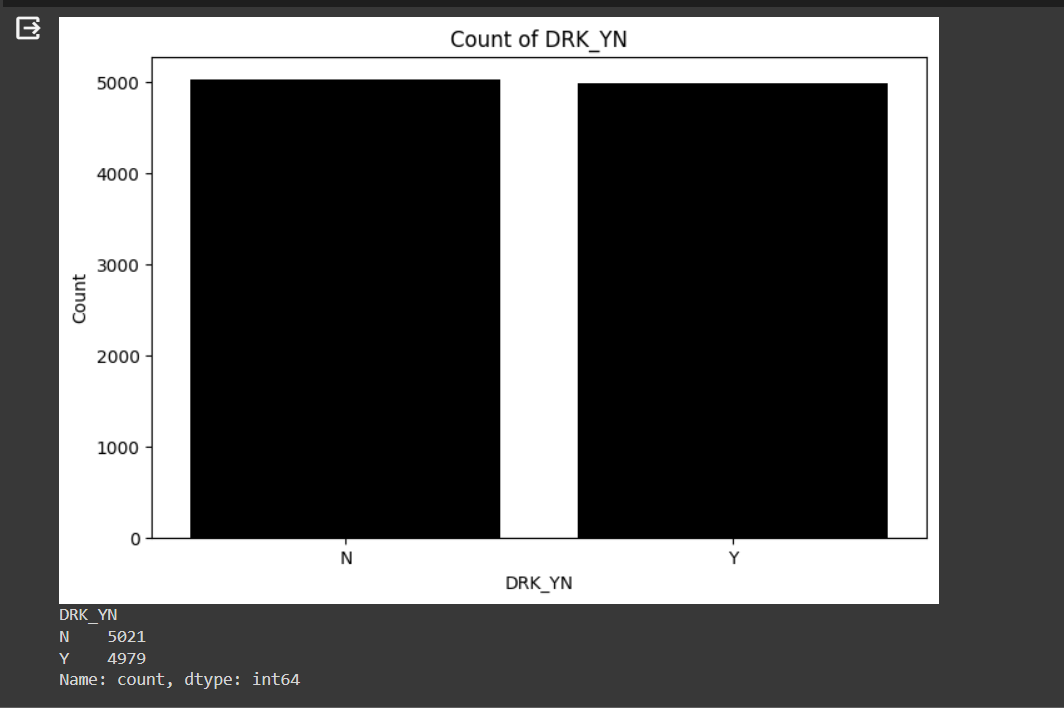 Count of DRK_YN
5000
4000
3000
2000
1000
0
Count
N Y
DRK_YN
DRK_YN
N    5021
Y    4979
Name: count, dtype: int64